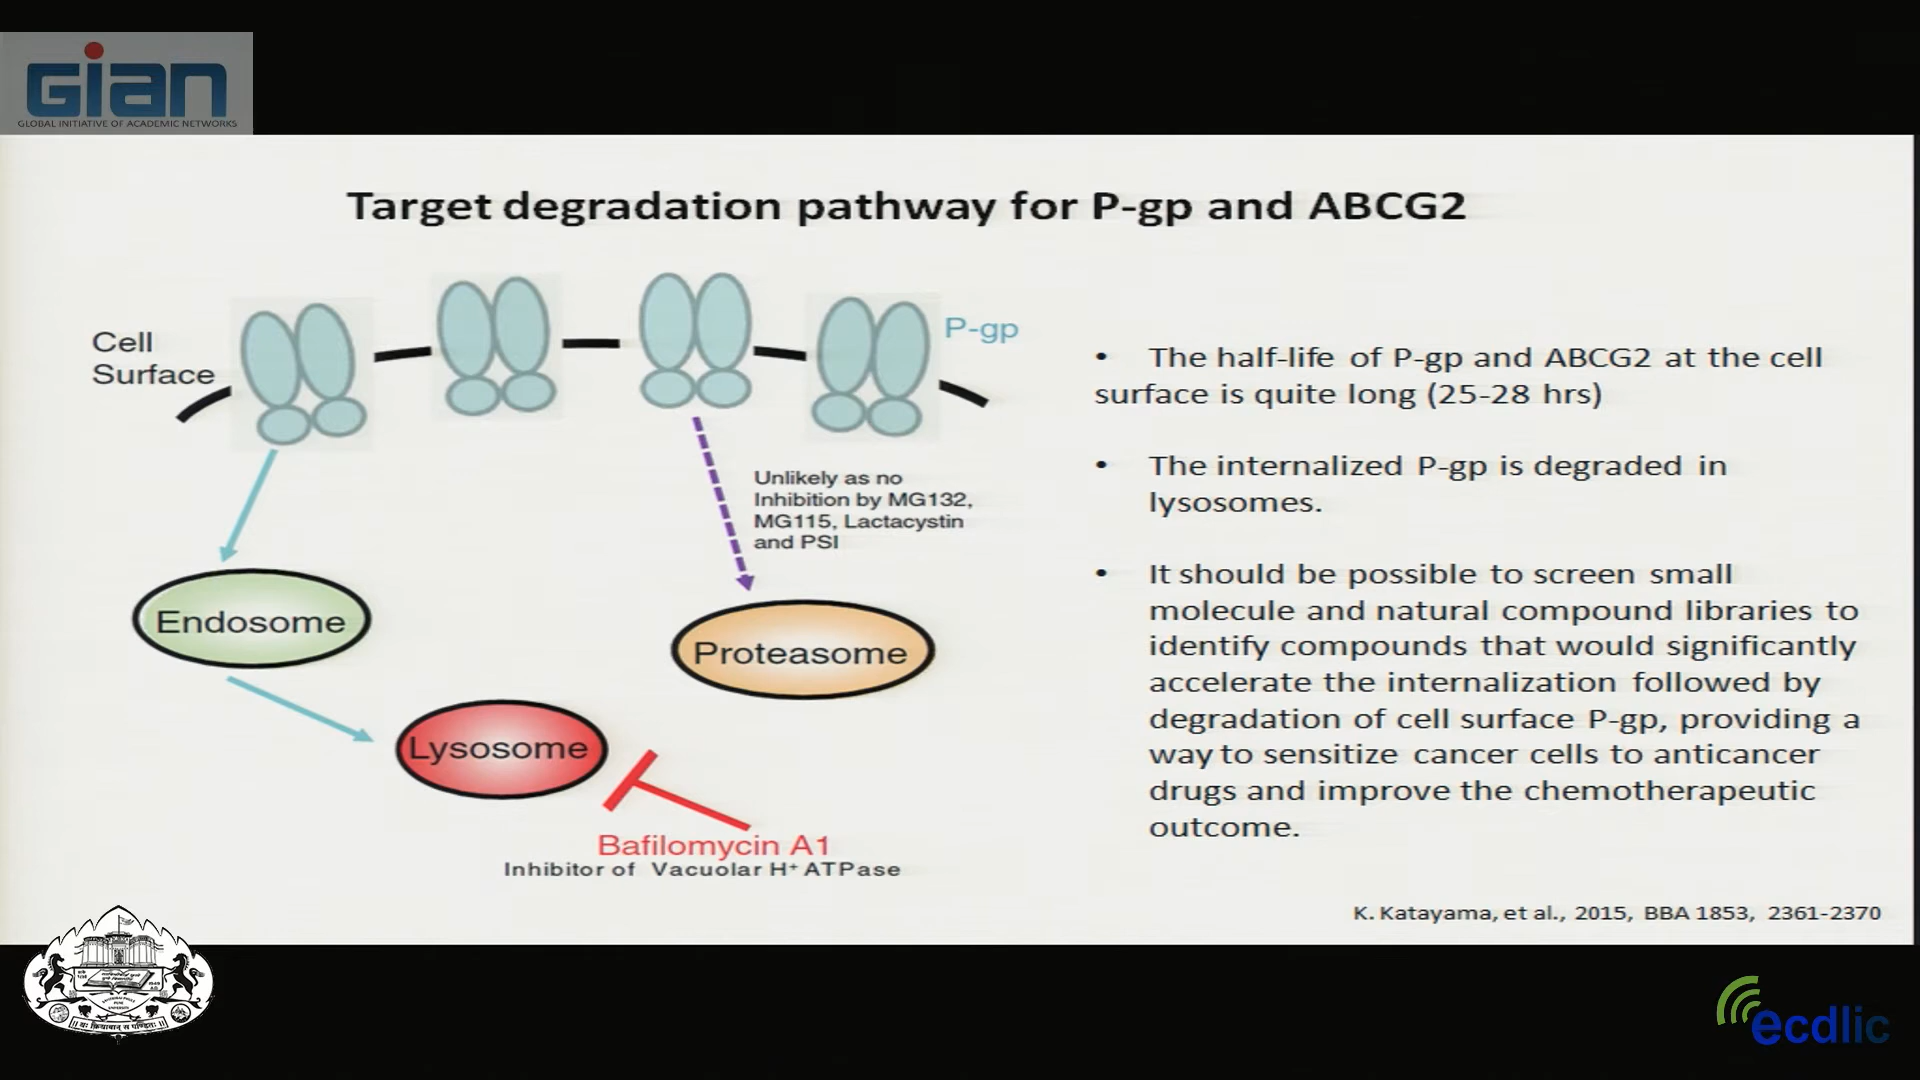 GIAN
GLOBAL INITIATIVE OF ACADEMIC NETWORKS
Target degradation pathway for P-gp and ABCG2
Cell
Surface
P-gp
Unlikely as no
Inhibition by MG132,
MG115, Lactacystin
and PSI
Endosome
Proteasome
Lysosome
Bafilomycin A1
Inhibitor of Vacuolar H⁺ ATPase
• The half-life of P-gp and ABCG2 at the cell
surface is quite long (25-28 hrs)
• The internalized P-gp is degraded in
lysosomes.
• It should be possible to screen small
molecule and natural compound libraries to
identify compounds that would significantly
accelerate the internalization followed by
degradation of cell surface P-gp, providing a
way to sensitize cancer cells to anticancer
drugs and improve the chemotherapeutic
outcome.
K. Katayama, et al., 2015, BBA 1853, 2361-2370
ecdlic